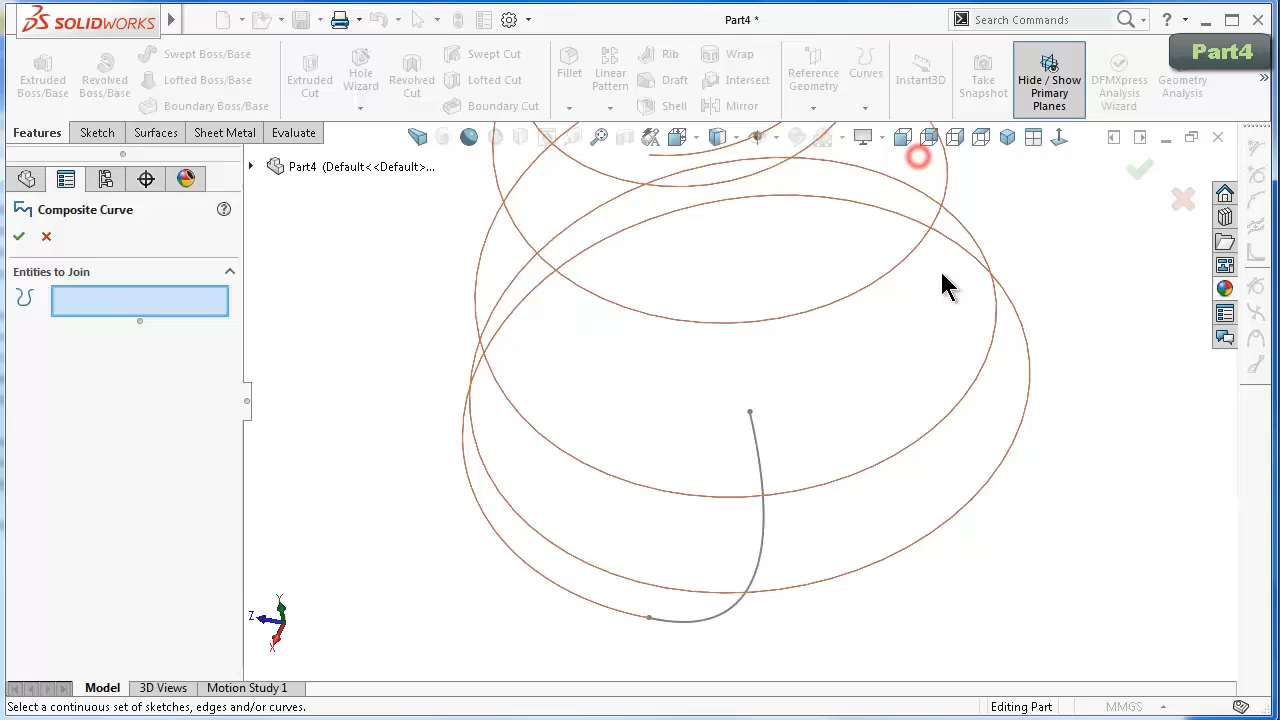 SOLIDWORKS
Part4 *
Search Commands
?
Part4
Extruded Boss/Base
Revolved Boss/Base
Swept Boss/Base
Lofted Boss/Base
Boundary Boss/Base
Extruded Cut
Hole Wizard
Revolved Cut
Swept Cut
Lofted Cut
Boundary Cut
Fillet
Linear Pattern
Rib
Draft
Shell
Wrap
Intersect
Mirror
Reference Geometry
Curves
Instant3D
Take Snapshot
Hide / Show Primary Planes
DFMXpress Analysis Wizard
Geometry Analysis
Features
Sketch
Surfaces
Sheet Metal
Evaluate
Part4 (Default<<Default>...
Composite Curve
?
Entities to Join
Y
Z
X
Model
3D Views
Motion Study 1
Select a continuous set of sketches, edges and/or curves.
Editing Part
MMGS